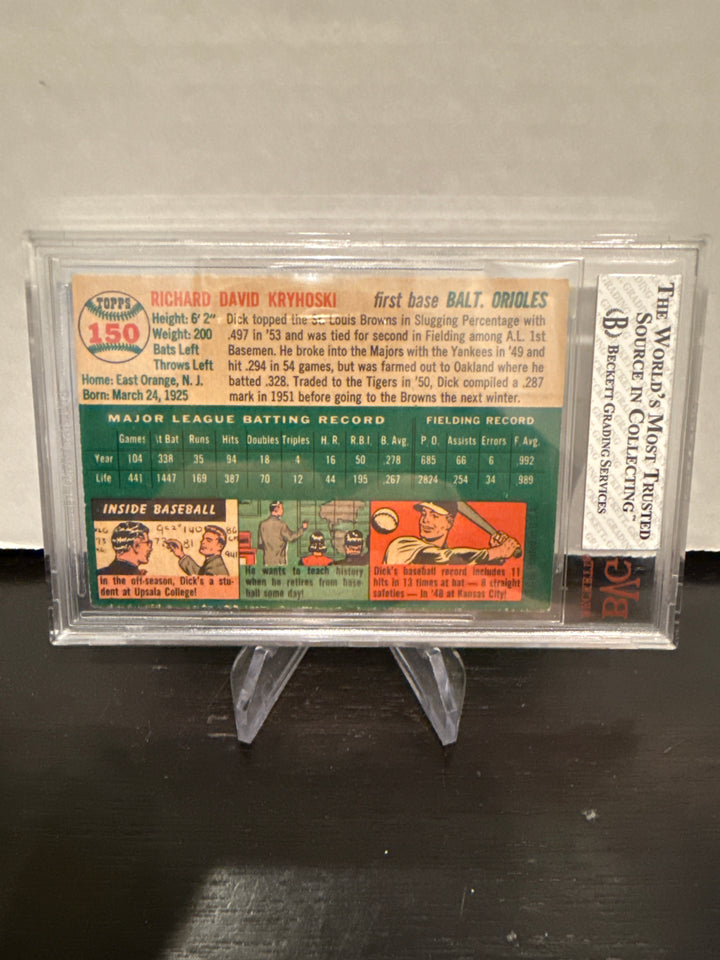 TOPPS
150
RICHARD DAVID KRYHOSKI
first base BALT. ORIOLES
Height: 6' 2"
Weight: 200
Bats Left
Throws Left
Home: East Orange, N. J.
Born: March 24, 1925
Dick topped the St. Louis Browns in Slugging Percentage with
.497 in '53 and was tied for second in Fielding among A.L. 1st
Basemen. He broke into the Majors with the Yankees in '49 and
hit .294 in 54 games, but was farmed out to Oakland where he
batted .328. Traded to the Tigers in '50, Dick compiled a .287
mark in 1951 before going to the Browns the next winter.
MAJOR LEAGUE BATTING RECORD FIELDING RECORD
Games At Bat Runs Hits Doubles Triples H. R. R.B.I. B. Avg. P. O. Assists Errors F. Avg.
Year 104 338 35 94 18 4 16 50 .278 685 66 6 .992
Life 441 1447 169 387 70 12 44 195 .267 2824 254 34 .989
INSIDE BASEBALL
In the off-season, Dick's a stu-
dent at Upsala College!
He wants to teach history
when he retires from base-
ball some day!
Dick's baseball record includes 11
hits in 13 times at bat — 8 straight
safeties — in '48 at Kansas City!
THE WORLD'S MOST TRUSTED
SOURCE IN COLLECTING™
B
BECKETT GRADING SERVICES
BVG